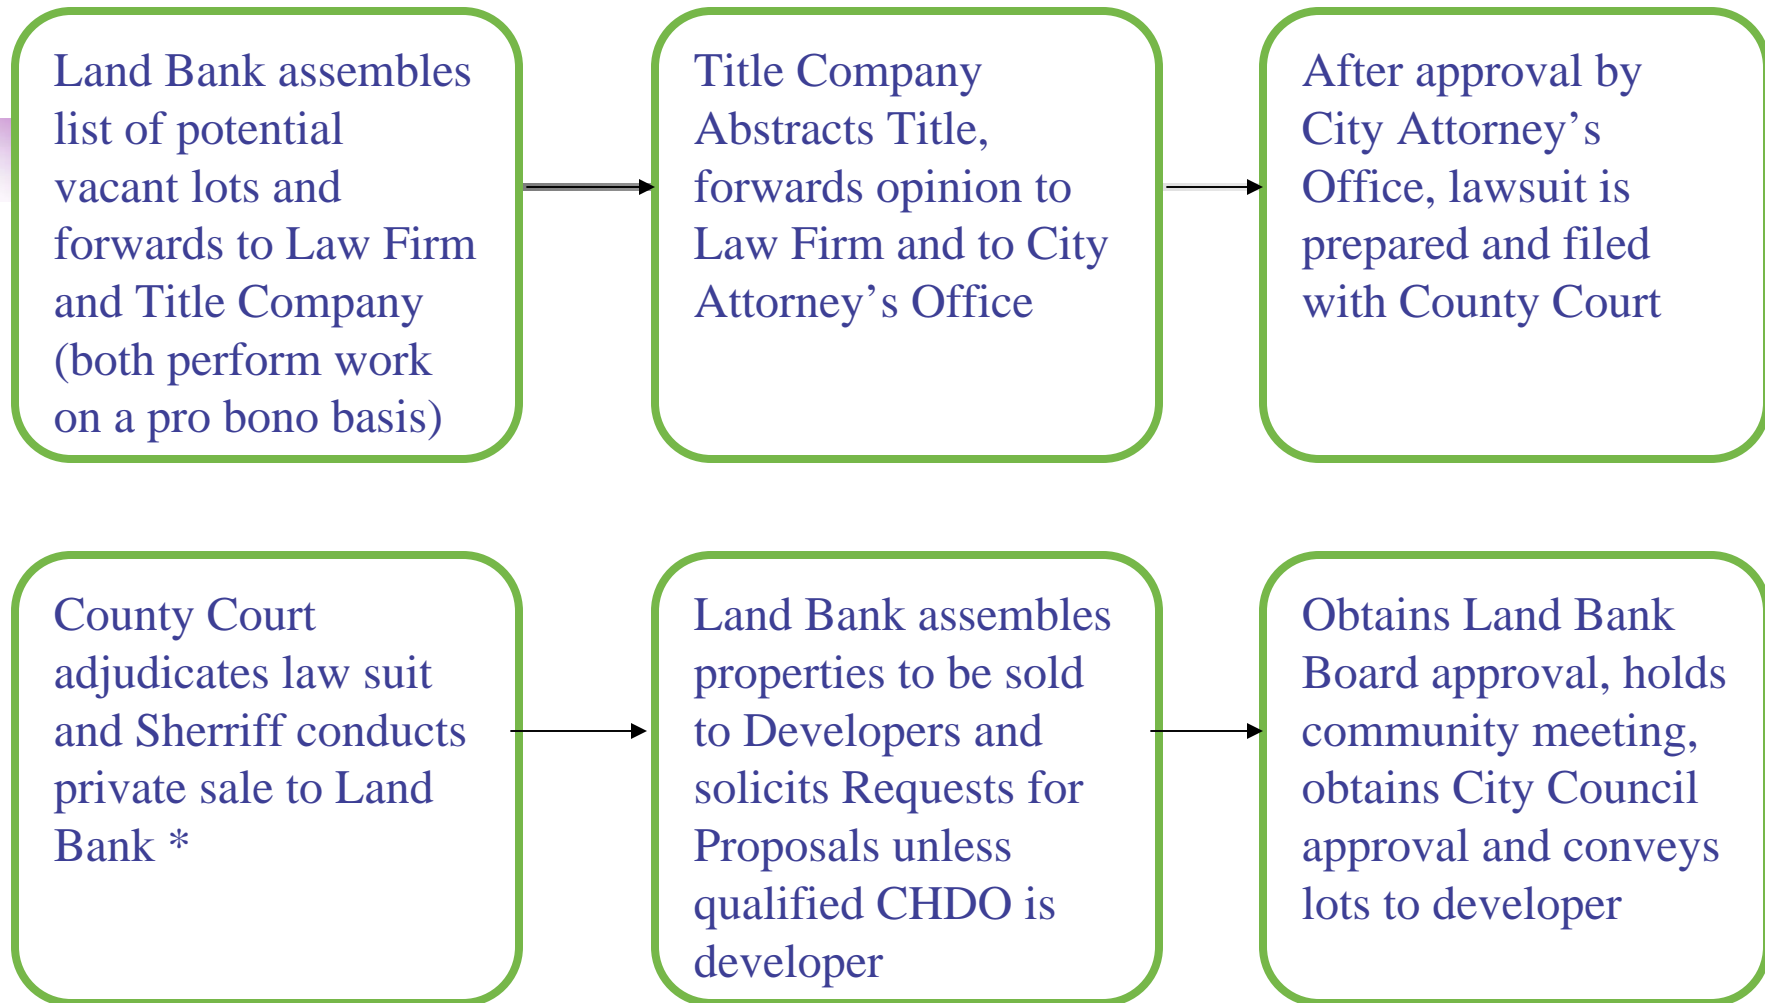 Land Bank assembles
list of potential
vacant lots and
forwards to Law Firm
and Title Company
(both perform work
on a pro bono basis)
Title Company
Abstracts Title,
forwards opinion to
Law Firm and to City
Attorney’s Office
After approval by
City Attorney’s
Office, lawsuit is
prepared and filed
with County Court
County Court
adjudicates law suit
and Sherriff conducts
private sale to Land
Bank *
Land Bank assembles
properties to be sold
to Developers and
solicits Requests for
Proposals unless
qualified CHDO is
developer
Obtains Land Bank
Board approval, holds
community meeting,
obtains City Council
approval and conveys
lots to developer